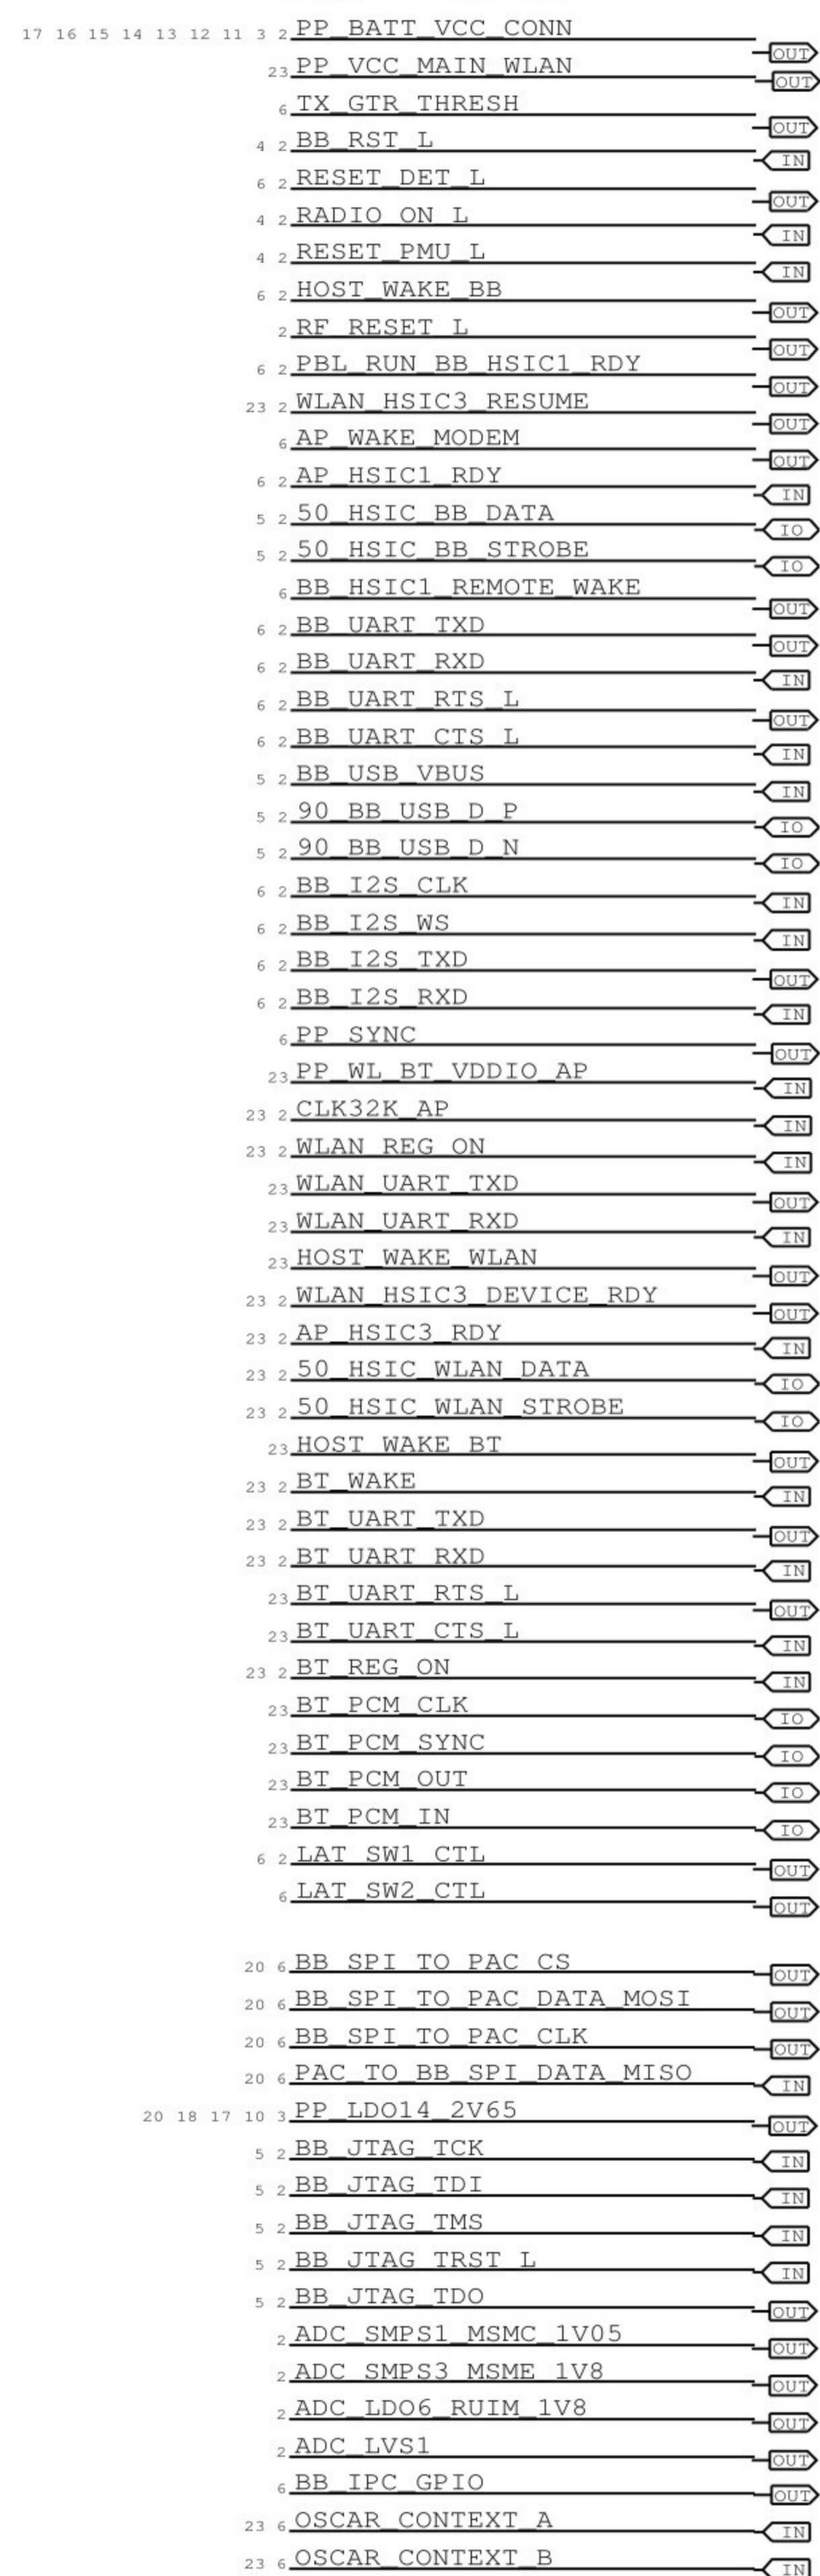 17 16 15 14 13 12 11 3 2 PP_BATT_VCC_CONN OUT
23 PP_VCC_MAIN_WLAN OUT
6 TX_GTR_THRESH OUT
4 2 BB_RST_L IN
6 2 RESET_DET_L OUT
4 2 RADIO_ON_L IN
4 2 RESET_PMU_L IN
6 2 HOST_WAKE_BB OUT
2 RF_RESET_L OUT
6 2 PBL_RUN_BB_HSIC1_RDY OUT
23 2 WLAN_HSIC3_RESUME OUT
6 AP_WAKE_MODEM OUT
6 2 AP_HSIC1_RDY IN
5 2 50_HSIC_BB_DATA IO
5 2 50_HSIC_BB_STROBE IO
6 BB_HSIC1_REMOTE_WAKE OUT
6 2 BB_UART_TXD OUT
6 2 BB_UART_RXD IN
6 2 BB_UART_RTS_L OUT
6 2 BB_UART_CTS_L IN
5 2 BB_USB_VBUS IN
5 2 90_BB_USB_D_P IO
5 2 90_BB_USB_D_N IO
6 2 BB_I2S_CLK IN
6 2 BB_I2S_WS IN
6 2 BB_I2S_TXD OUT
6 2 BB_I2S_RXD IN
6 PP_SYNC OUT
23 PP_WL_BT_VDDIO_AP IN
23 2 CLK32K_AP IN
23 2 WLAN_REG_ON IN
23 WLAN_UART_TXD OUT
23 WLAN_UART_RXD IN
23 HOST_WAKE_WLAN OUT
23 2 WLAN_HSIC3_DEVICE_RDY OUT
23 2 AP_HSIC3_RDY IN
23 2 50_HSIC_WLAN_DATA IO
23 2 50_HSIC_WLAN_STROBE IO
23 HOST_WAKE_BT OUT
23 2 BT_WAKE IN
23 2 BT_UART_TXD OUT
23 2 BT_UART_RXD IN
23 BT_UART_RTS_L OUT
23 BT_UART_CTS_L IN
23 2 BT_REG_ON IN
23 BT_PCM_CLK IO
23 BT_PCM_SYNC IO
23 BT_PCM_OUT IO
23 BT_PCM_IN IO
6 2 LAT_SW1_CTL OUT
6 LAT_SW2_CTL OUT
20 6 BB_SPI_TO_PAC_CS OUT
20 6 BB_SPI_TO_PAC_DATA_MOSI OUT
20 6 BB_SPI_TO_PAC_CLK OUT
20 6 PAC_TO_BB_SPI_DATA_MISO IN
20 18 17 10 3 PP_LDO14_2V65 OUT
5 2 BB_JTAG_TCK IN
5 2 BB_JTAG_TDI IN
5 2 BB_JTAG_TMS IN
5 2 BB_JTAG_TRST_L IN
5 2 BB_JTAG_TDO OUT
2 ADC_SMPS1_MSMC_1V05 OUT
2 ADC_SMPS3_MSME_1V8 OUT
2 ADC_LDO6_RUIM_1V8 OUT
2 ADC_LVS1 OUT
6 BB_IPC_GPIO OUT
23 6 OSCAR_CONTEXT_A IN
23 6 OSCAR_CONTEXT_B IN